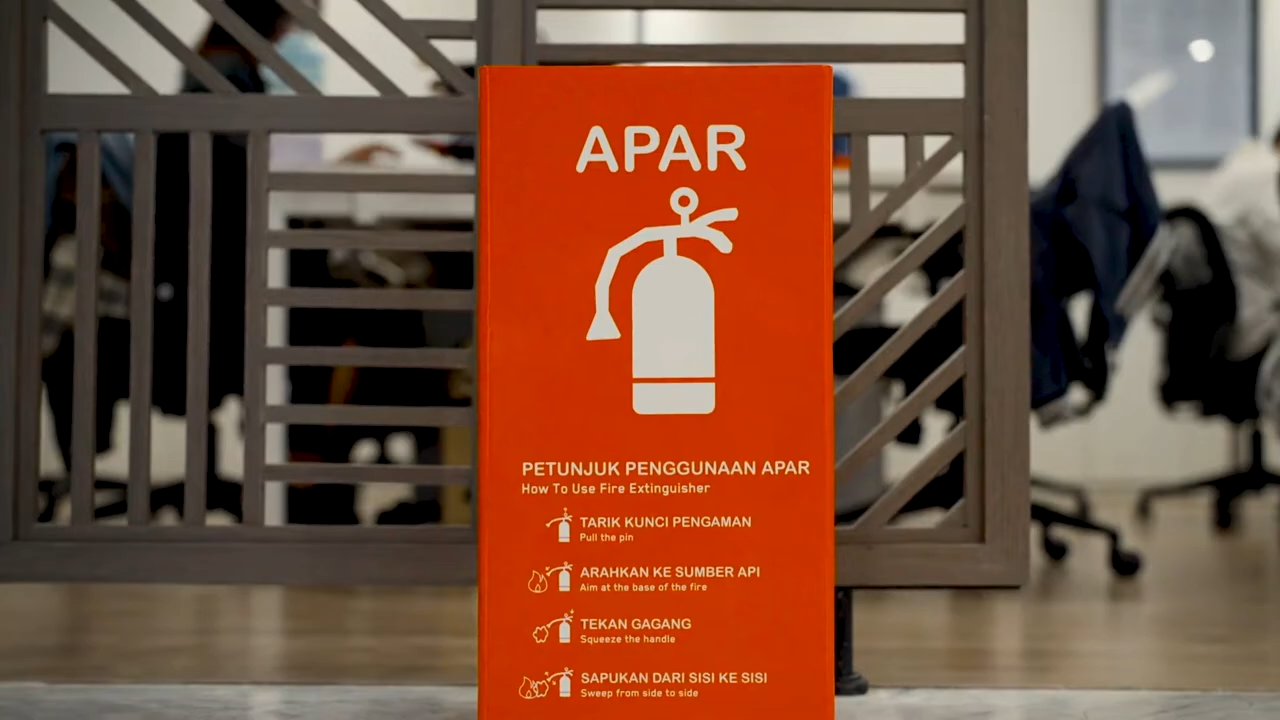 APAR
PETUNJUK PENGGUNAAN APAR
How To Use Fire Extinguisher
TARIK KUNCI PENGAMAN
Pull the pin
ARAHKAN KE SUMBER API
Aim at the base of the fire
TEKAN GAGANG
Squeeze the handle
SAPUKAN DARI SISI KE SISI
Sweep from side to side